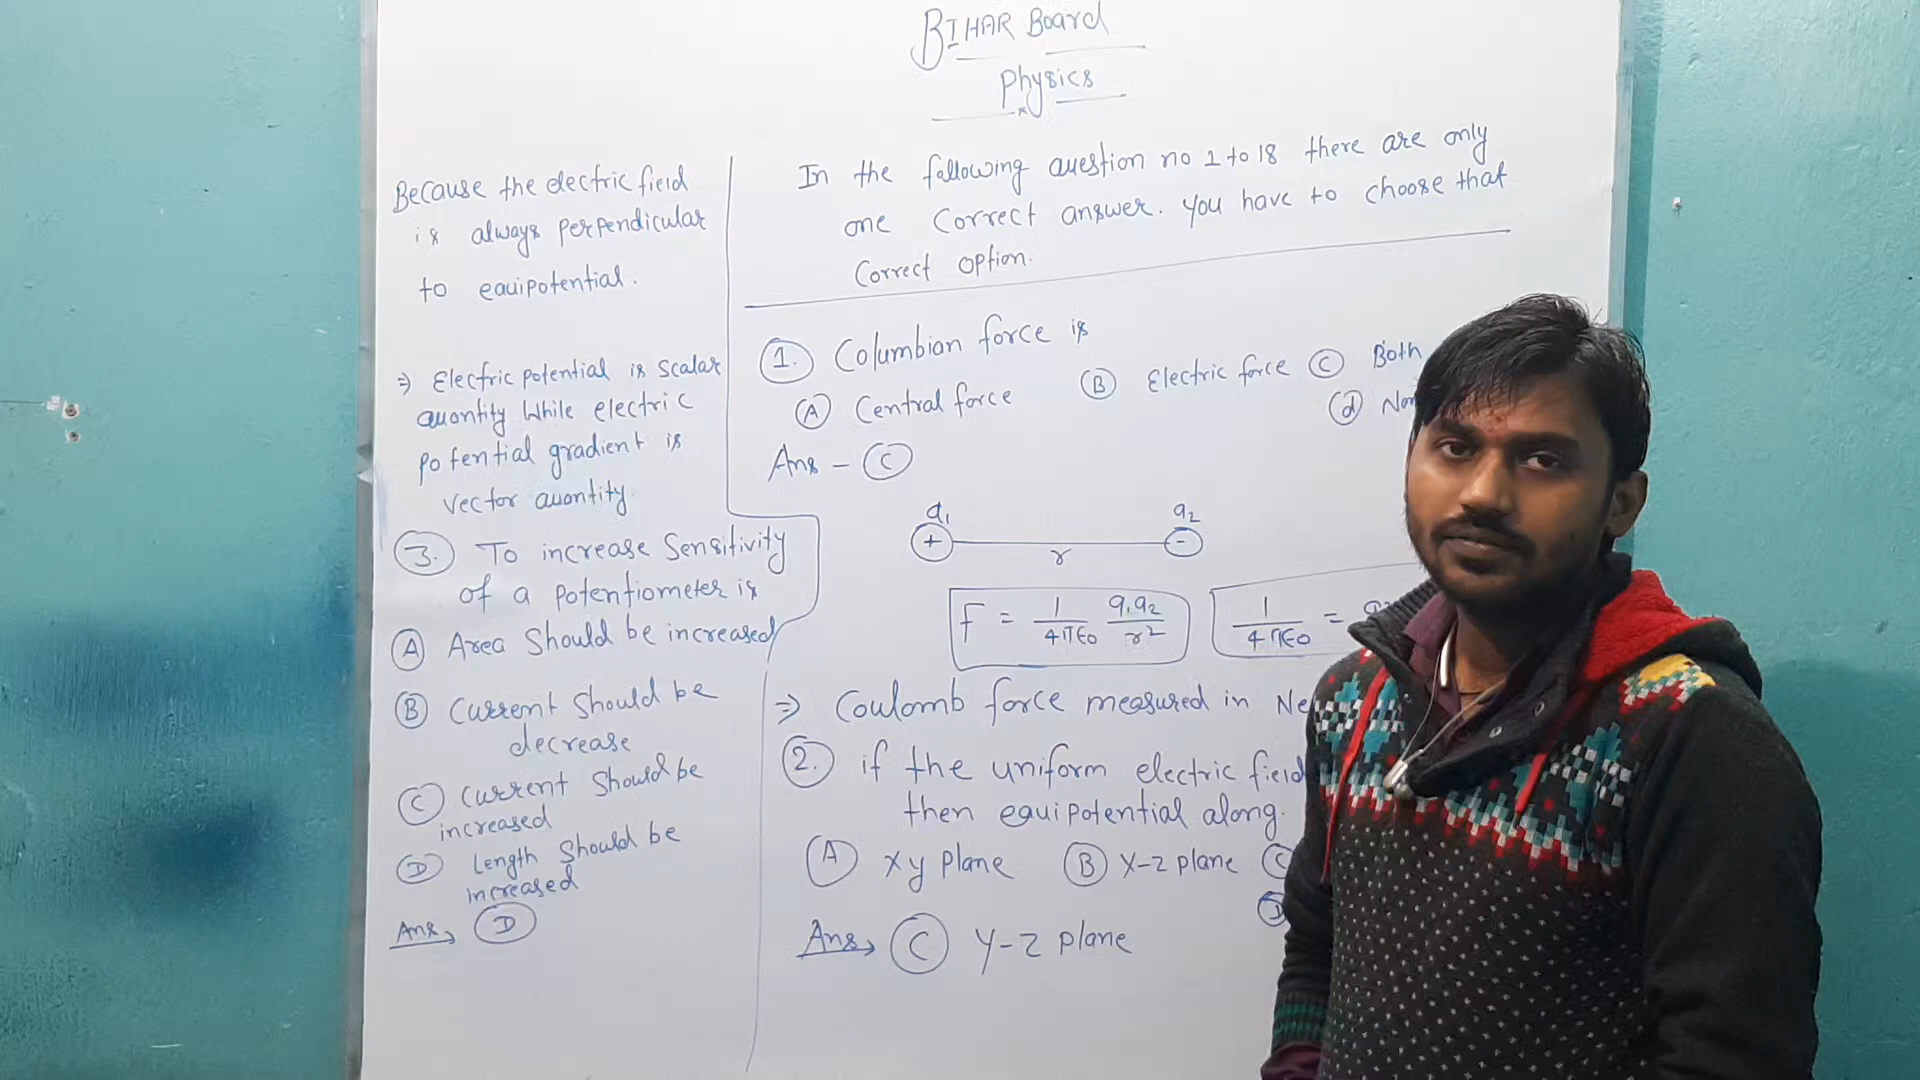 BIHAR Board
Physics
In the following question no 1 to 18 there are only
one Correct answer. You have to choose that
Correct option.
1. Columbian force is
A Central force B Electric force C Both
d
Ans - C
q1 q2
+ -
r
F = 1/4πϵ0 q1q2/r² 1/4πϵ0 =
⇒ Coulomb force measured in
2. if the uniform electric field
then equipotential along.
A xy plane B X-Z plane C
D
Ans→ C Y-Z plane
Because the electric field
is always perpendicular
to equipotential.
⇒ Electric potential is scalar
quantity While electric
potential gradient is
vector quantity.
3. To increase Sensitivity
of a potentiometer is
A Area Should be increased
B Current Should be
decrease
C Current Should be
increased
D Length Should be
increased
Ans→ D